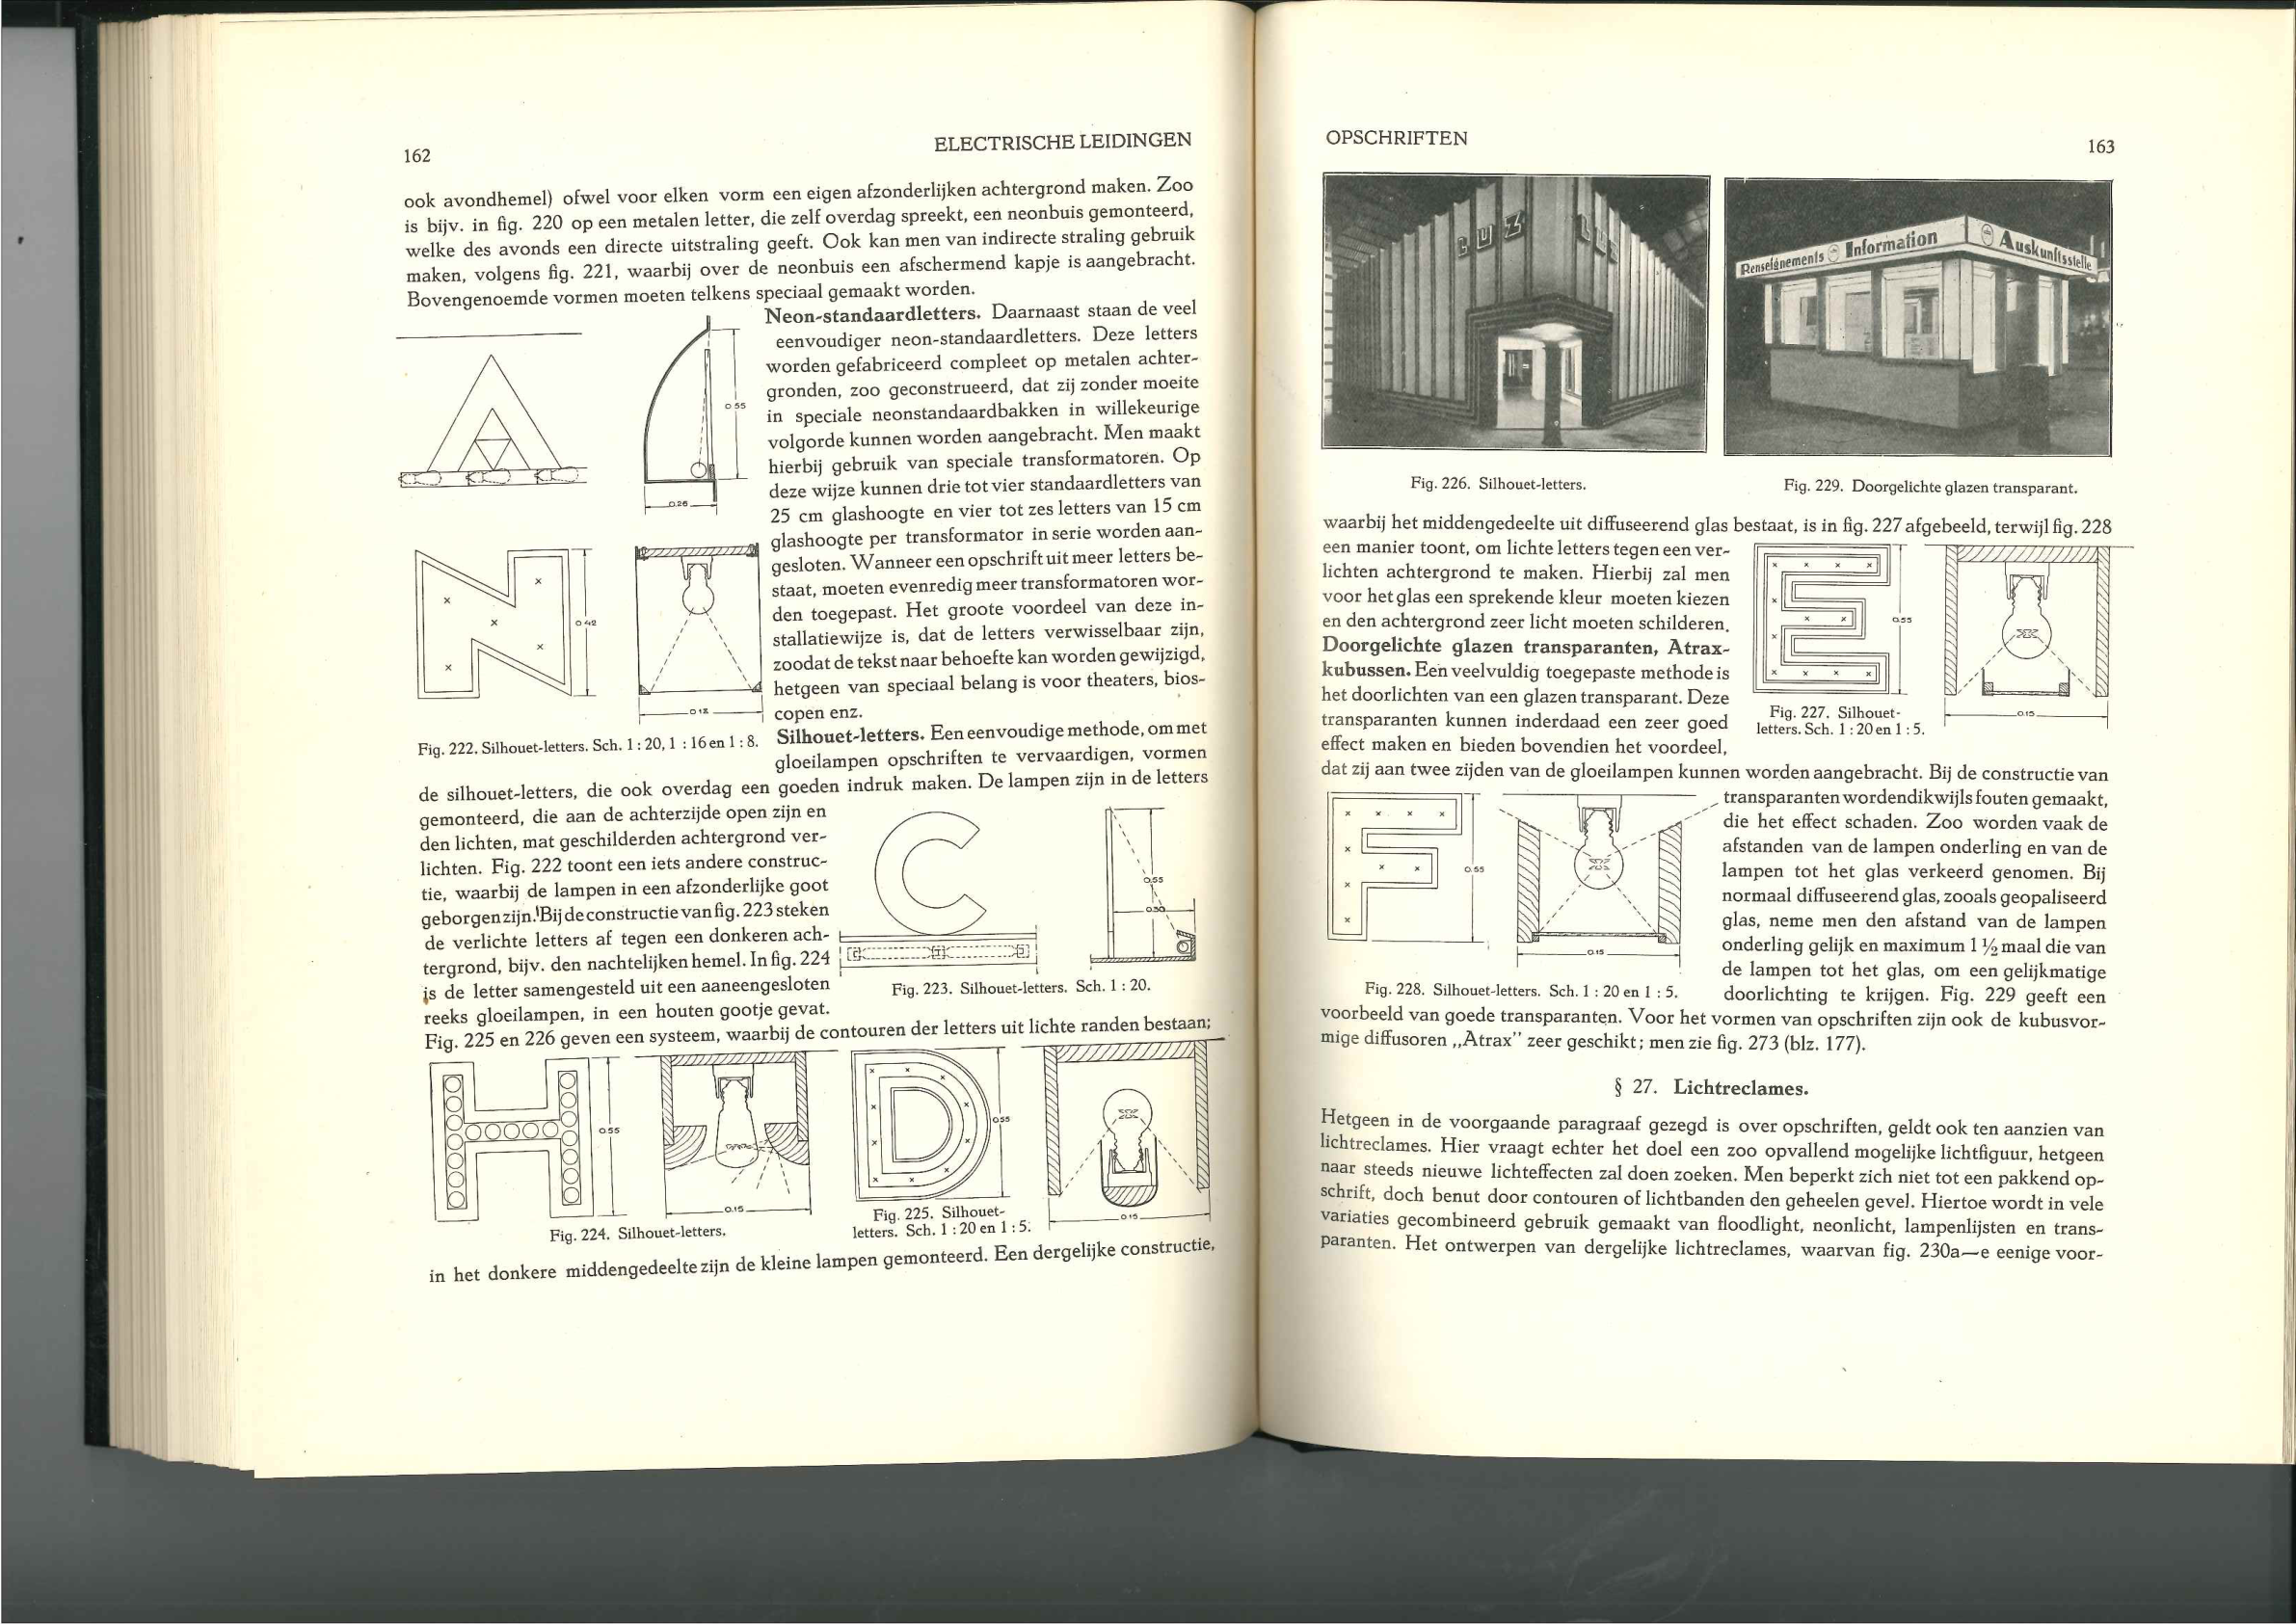 162
ELECTRISCHE LEIDINGEN
ook avondhemel) ofwel voor elken vorm een eigen afzonderlijken achtergrond maken. Zoo
is bijv. in fig. 220 op een metalen letter, die zelf overdag spreekt, een neonbuis gemonteerd,
welke des avonds een directe uitstraling geeft. Ook kan men van indirecte straling gebruik
maken, volgens fig. 221, waarbij over de neonbuis een afschermend kapje is aangebracht.
Bovengenoemde vormen moeten telkens speciaal gemaakt worden.
Neon-standaardletters. Daarnaast staan de veel
eenvoudiger neon-standaardletters. Deze letters
worden gefabriceerd compleet op metalen achter-
gronden, zoo geconstrueerd, dat zij zonder moeite
in speciale neonstandaardbakken in willekeurige
volgorde kunnen worden aangebracht. Men maakt
hierbij gebruik van speciale transformatoren. Op
deze wijze kunnen drie tot vier standaardletters van
25 cm glashoogte en vier tot zes letters van 15 cm
glashoogte per transformator in serie worden aan-
gesloten. Wanneer een opschrift uit meer letters be-
staat, moeten evenredig meer transformatoren wor-
den toegepast. Het groote voordeel van deze in-
stallatiewijze is, dat de letters verwisselbaar zijn,
zoodat de tekst naar behoefte kan worden gewijzigd,
hetgeen van speciaal belang is voor theaters, bios-
copen enz.
A
0.55
0.26
N
0.42
0.12
Fig. 222. Silhouet-letters. Sch. 1 : 20, 1 : 16 en 1 : 8.
Silhouet-letters. Een eenvoudige methode, om met
gloeilampen opschriften te vervaardigen, vormen
de silhouet-letters, die ook overdag een goeden indruk maken. De lampen zijn in de letters
gemonteerd, die aan de achterzijde open zijn en
den lichten, mat geschilderden achtergrond ver-
lichten. Fig. 222 toont een iets andere construc-
tie, waarbij de lampen in een afzonderlijke goot
geborgen zijn. Bij de constructie van fig. 223 steken
de verlichte letters af tegen een donkeren ach-
tergrond, bijv. den nachtelijken hemel. In fig. 224
is de letter samengesteld uit een aaneengesloten
reeks gloeilampen, in een houten gootje gevat.
C
0.55
0.30
Fig. 223. Silhouet-letters. Sch. 1 : 20.
Fig. 225 en 226 geven een systeem, waarbij de contouren der letters uit lichte randen bestaan;
H
0.55
0.15
Fig. 224. Silhouet-letters.
D
0.55
0.15
Fig. 225. Silhouet-
letters. Sch. 1 : 20 en 1 : 5.
in het donkere middengedeelte zijn de kleine lampen gemonteerd. Een dergelijke constructie,
OPSCHRIFTEN
163
LUZ LUZ
Fig. 226. Silhouet-letters.
Renseignements Information Auskunftsstelle
Fig. 229. Doorgelichte glazen transparant.
waarbij het middengedeelte uit diffuseerend glas bestaat, is in fig. 227 afgebeeld, terwijl fig. 228
een manier toont, om lichte letters tegen een ver-
lichten achtergrond te maken. Hierbij zal men
voor het glas een sprekende kleur moeten kiezen
en den achtergrond zeer licht moeten schilderen.
Doorgelichte glazen transparanten, Atrax-
kubussen. Een veelvuldig toegepaste methode is
het doorlichten van een glazen transparant. Deze
transparanten kunnen inderdaad een zeer goed
effect maken en bieden bovendien het voordeel,
E
0.55
0.15
Fig. 227. Silhouet-
letters. Sch. 1 : 20 en 1 : 5.
dat zij aan twee zijden van de gloeilampen kunnen worden aangebracht. Bij de constructie van
transparanten worden dikwijls fouten gemaakt,
die het effect schaden. Zoo worden vaak de
afstanden van de lampen onderling en van de
lampen tot het glas verkeerd genomen. Bij
normaal diffuseerend glas, zooals geopaliseerd
glas, neme men den afstand van de lampen
onderling gelijk en maximum 1 ½ maal die van
de lampen tot het glas, om een gelijkmatige
doorlichting te krijgen. Fig. 229 geeft een
F
0.55
0.15
Fig. 228. Silhouet-letters. Sch. 1 : 20 en 1 : 5.
voorbeeld van goede transparanten. Voor het vormen van opschriften zijn ook de kubusvor-
mige diffusoren „Atrax” zeer geschikt; men zie fig. 273 (blz. 177).
§ 27. Lichtreclames.
Hetgeen in de voorgaande paragraaf gezegd is over opschriften, geldt ook ten aanzien van
lichtreclames. Hier vraagt echter het doel een zoo opvallend mogelijke lichtfiguur, hetgeen
naar steeds nieuwe lichteffecten zal doen zoeken. Men beperkt zich niet tot een pakkend op-
schrift, doch benut door contouren of lichtbanden den geheelen gevel. Hiertoe wordt in vele
variaties gecombineerd gebruik gemaakt van floodlight, neonlicht, lampenlijsten en trans-
paranten. Het ontwerpen van dergelijke lichtreclames, waarvan fig. 230a—e eenige voor-